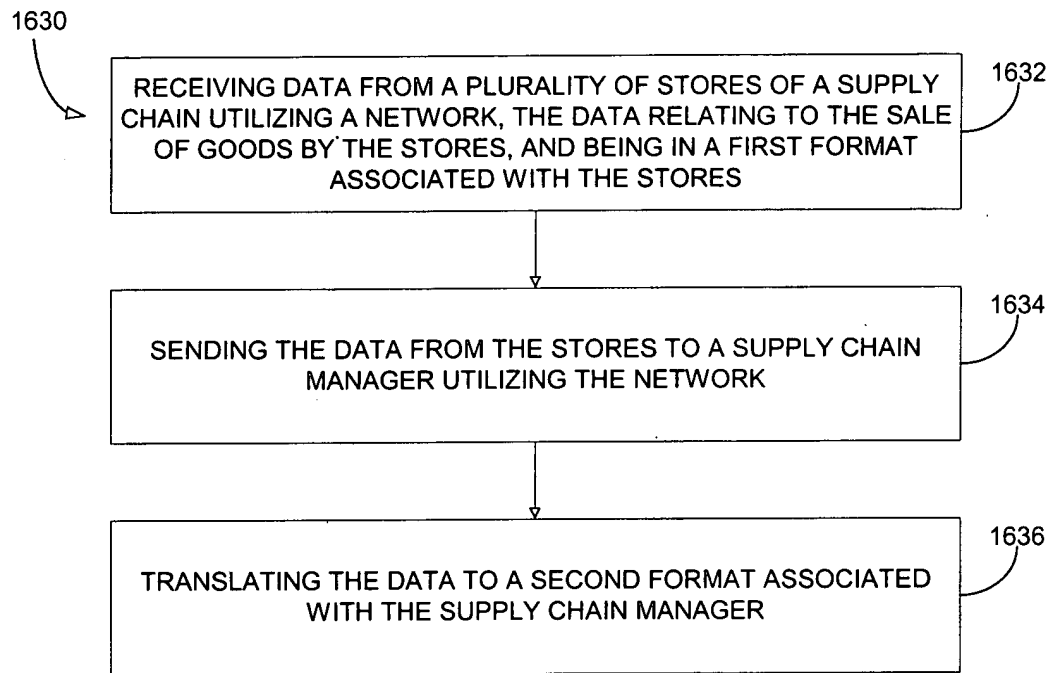 1630
RECEIVING DATA FROM A PLURALITY OF STORES OF A SUPPLY
CHAIN UTILIZING A NETWORK, THE DATA RELATING TO THE SALE
OF GOODS BY THE STORES, AND BEING IN A FIRST FORMAT
ASSOCIATED WITH THE STORES
1632
SENDING THE DATA FROM THE STORES TO A SUPPLY CHAIN
MANAGER UTILIZING THE NETWORK
1634
TRANSLATING THE DATA TO A SECOND FORMAT ASSOCIATED
WITH THE SUPPLY CHAIN MANAGER
1636